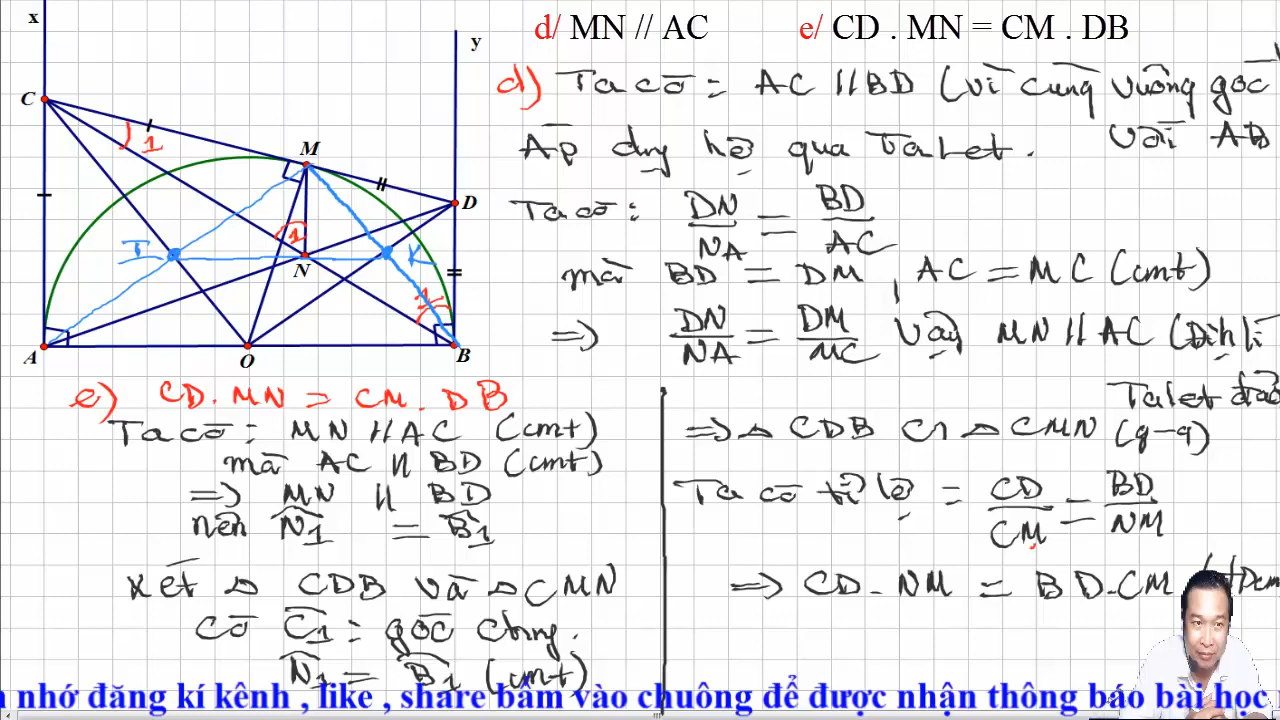 x
y
C
1
M
D
T
1
N
K
1
A
O
B
d/ MN // AC
e/ CD . MN = CM . DB
d) Ta có : AC // BD (vì cùng vuông góc
với AB
Áp dụng hệ quả Talet .
Ta có : DN/NA = BD/AC
mà BD = DM , AC = MC (cmt)
=> DN/NA = DM/MC Vậy MN // AC (Định lí
Talet đảo
e) CD . MN = CM . DB
Ta có : MN // AC (cmt)
mà AC // BD (cmt)
=> MN // BD
nên N1 = B1
Xét Δ CDB và Δ CMN
có C1 : góc chung .
N1 = B1 (cmt)
=> Δ CDB ∽ Δ CMN (g-g)
Ta có tỉ lệ = CD/CM = BD/NM
=> CD . NM = BD . CM
nhớ đăng kí kênh , like , share bấm vào chuông để được nhận thông báo bài học